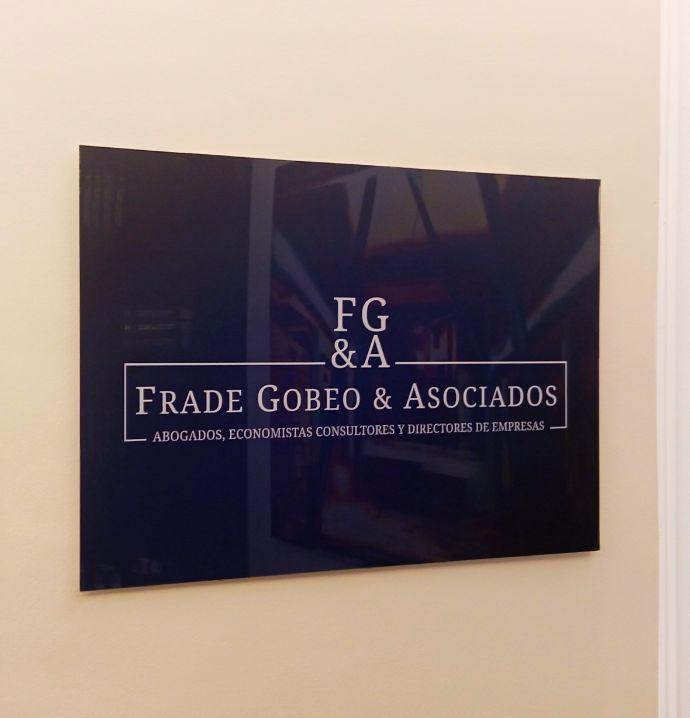 FG
&A
FRADE GOBEO & ASOCIADOS
ABOGADOS, ECONOMISTAS CONSULTORES Y DIRECTORES DE EMPRESAS